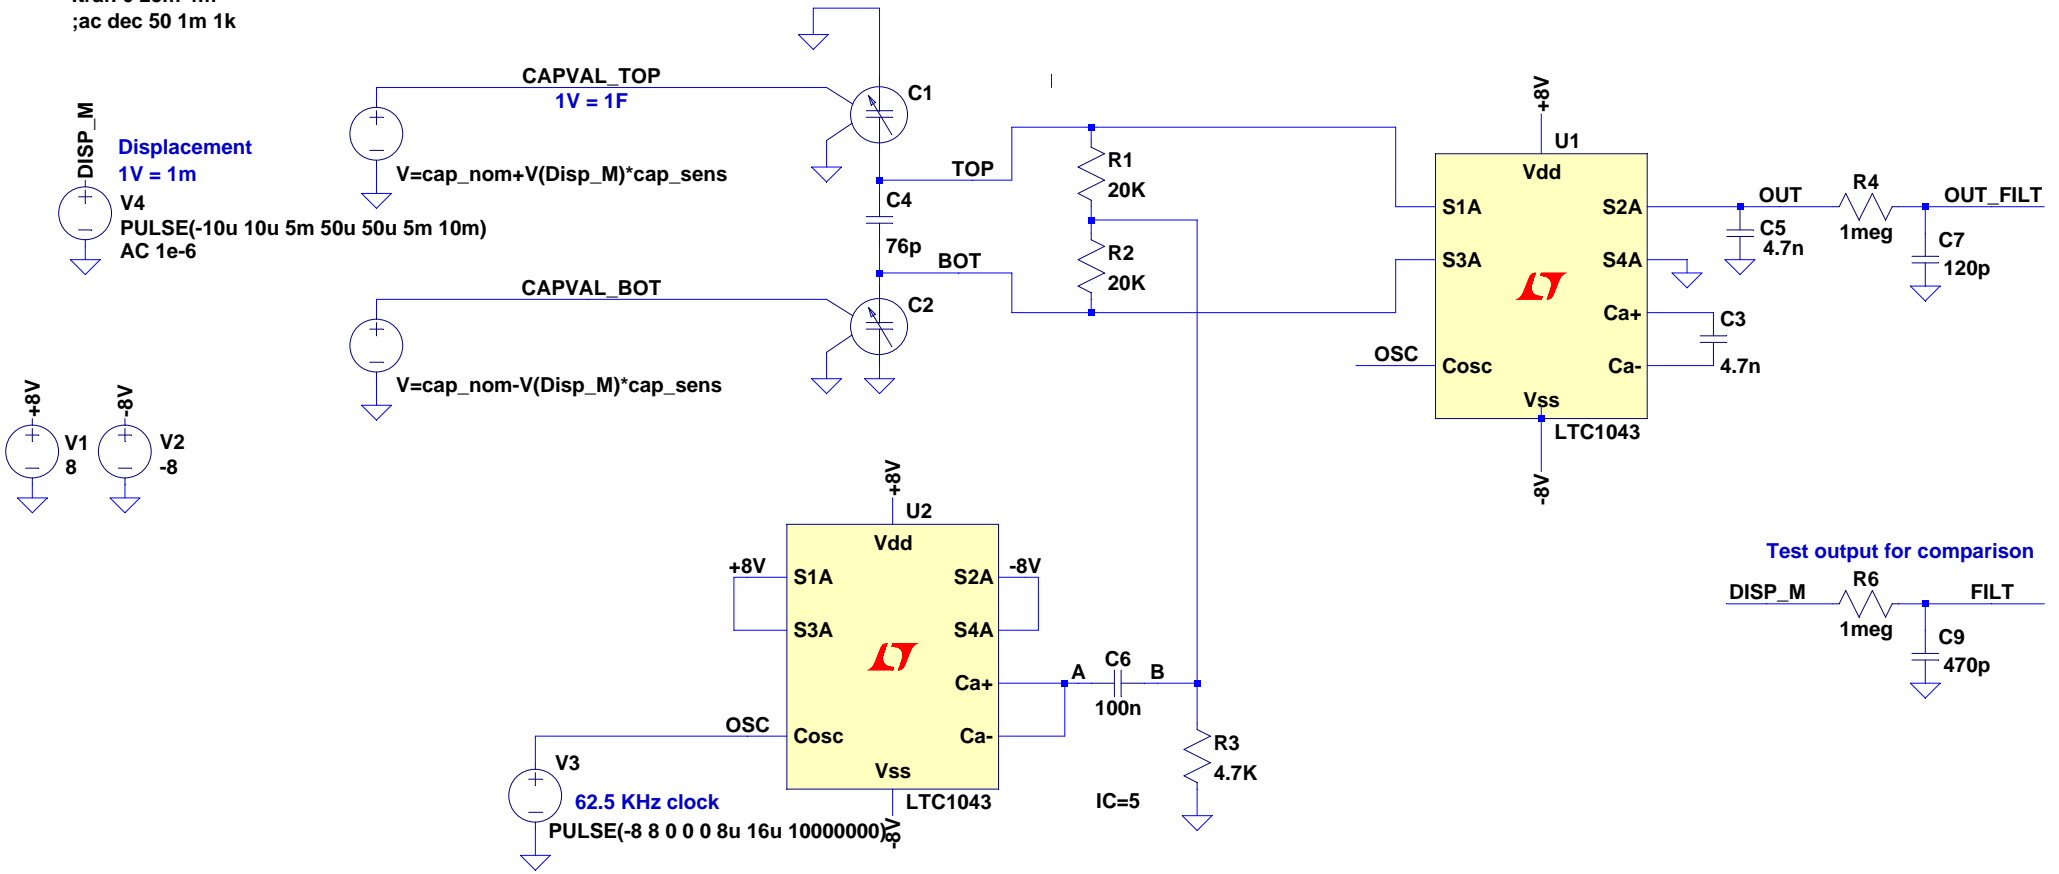 ;ac dec 50 1m 1k
DISP_M
Displacement
1V = 1m
V4
PULSE(-10u 10u 5m 50u 50u 5m 10m)
AC 1e-6
CAPVAL_TOP
1V = 1F
V=cap_nom+V(Disp_M)*cap_sens
C1
TOP
C4
76p
BOT
CAPVAL_BOT
C2
V=cap_nom-V(Disp_M)*cap_sens
R1
20K
R2
20K
+8V
U1
Vdd
S1A
S2A
S3A
S4A
Ca+
Cosc
Ca-
Vss
LTC1043
-8V
OSC
OUT
C5
4.7n
R4
1meg
OUT_FILT
C7
120p
C3
4.7n
+8V
V1
8
-8V
V2
-8
+8V
U2
Vdd
+8V
S1A
S2A
-8V
S3A
S4A
Ca+
Cosc
Ca-
Vss
LTC1043
-8V
OSC
V3
62.5 KHz clock
PULSE(-8 8 0 0 0 8u 16u 10000000)
A
C6
B
100n
R3
4.7K
IC=5
Test output for comparison
DISP_M
R6
1meg
FILT
C9
470p